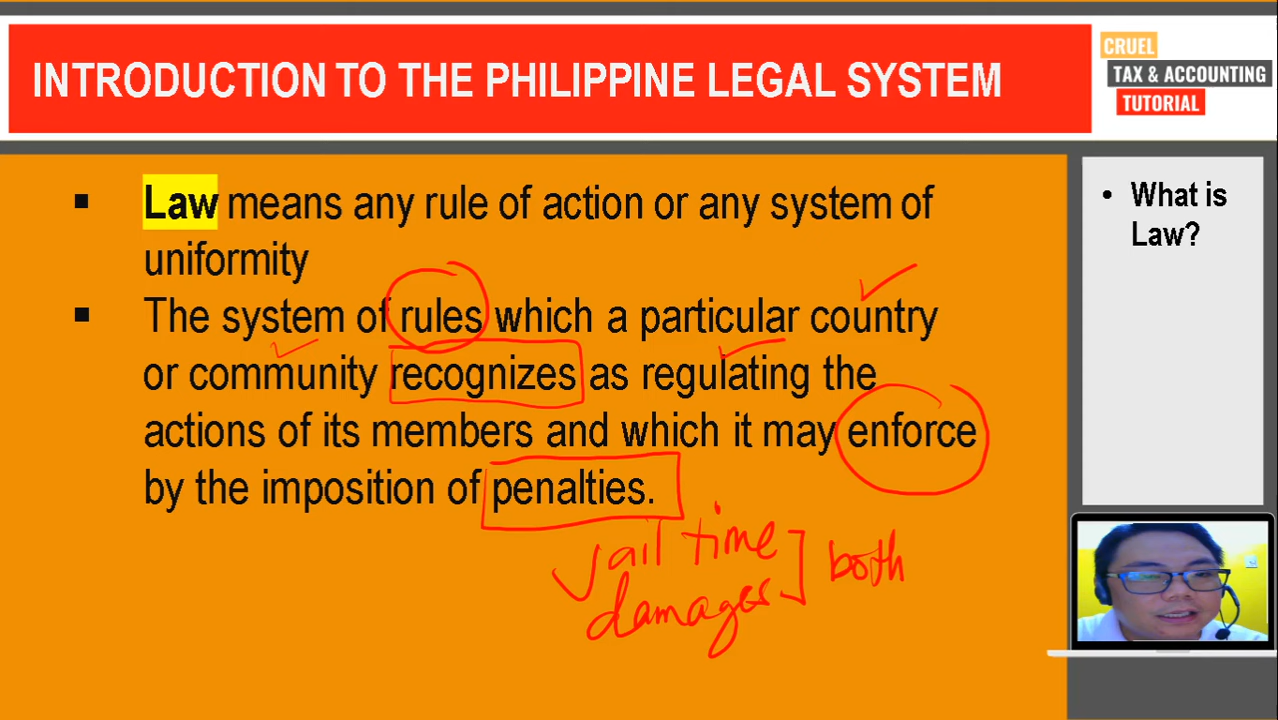 INTRODUCTION TO THE PHILIPPINE LEGAL SYSTEM
CRUEL
TAX & ACCOUNTING
TUTORIAL
▪ Law means any rule of action or any system of
uniformity
▪ The system of rules which a particular country
or community recognizes as regulating the
actions of its members and which it may enforce
by the imposition of penalties.
Jail time
damages
both
• What is
Law?